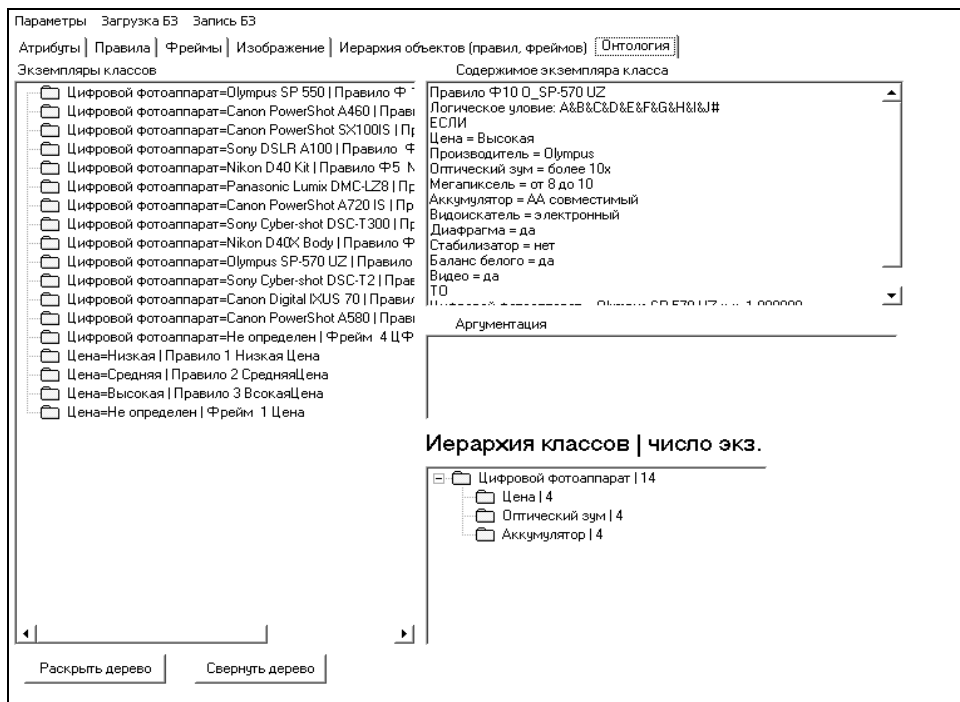 Параметры Загрузка БЗ Запись БЗ
Атрибуты Правила Фреймы Изображение Иерархия объектов (правил, фреймов) Онтология
Экземпляры классов
Цифровой фотоаппарат=Olympus SP 550 | Правило Ф
Цифровой фотоаппарат=Canon PowerShot A460 | Прави
Цифровой фотоаппарат=Canon PowerShot SX100IS | Пр
Цифровой фотоаппарат=Sony DSLR A100 | Правило Ф
Цифровой фотоаппарат=Nikon D40 Kit | Правило Ф5 N
Цифровой фотоаппарат=Panasonic Lumix DMC-LZ8 | Пр
Цифровой фотоаппарат=Canon PowerShot A720 IS | Пр
Цифровой фотоаппарат=Sony Cyber-shot DSC-T300 | Пр
Цифровой фотоаппарат=Nikon D40X Body | Правило Ф
Цифровой фотоаппарат=Olympus SP-570 UZ | Правило
Цифровой фотоаппарат=Sony Cyber-shot DSC-T2 | Прав
Цифровой фотоаппарат=Canon Digital IXUS 70 | Правил
Цифровой фотоаппарат=Canon PowerShot A580 | Прави
Цифровой фотоаппарат=Не определен | Фрейм 4 ЦФ
Цена=Низкая | Правило 1 Низкая Цена
Цена=Средняя | Правило 2 СредняяЦена
Цена=Высокая | Правило 3 ВсокаяЦена
Цена=Не определен | Фрейм 1 Цена
Содержимое экземпляра класса
Правило Ф10 O_SP-570 UZ
Логическое уловие: A&B&C&D&E&F&G&H&I&J#
ЕСЛИ
Цена = Высокая
Производитель = Olympus
Оптический зум = более 10х
Мегапиксель = от 8 до 10
Аккумулятор = АА совместимый
Видоискатель = электронный
Диафрагма = да
Стабилизатор = нет
Баланс белого = да
Видео = да
ТО
Аргументация
Иерархия классов | число экз.
Цифровой фотоаппарат | 14
Цена | 4
Оптический зум | 4
Аккумулятор | 4
Раскрыть дерево Свернуть дерево